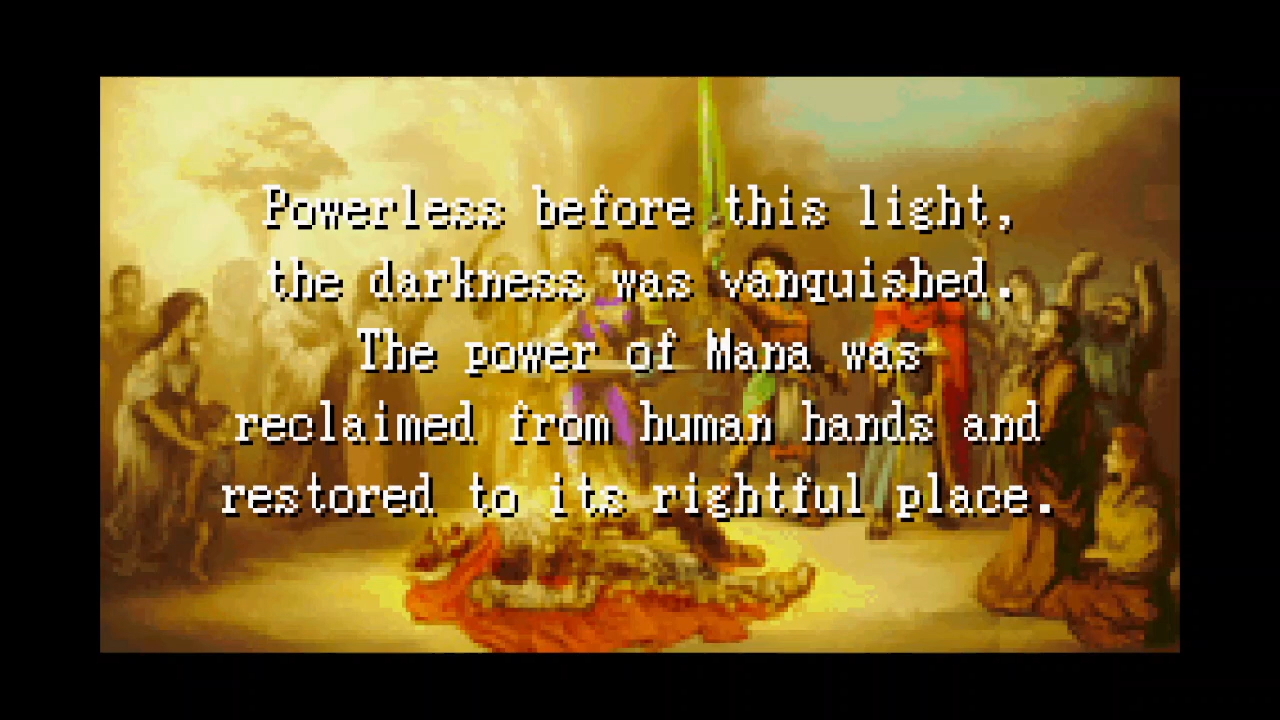 Powerless before this light,
the darkness was vanquished.
The power of Mana was
reclaimed from human hands and
restored to its rightful place.